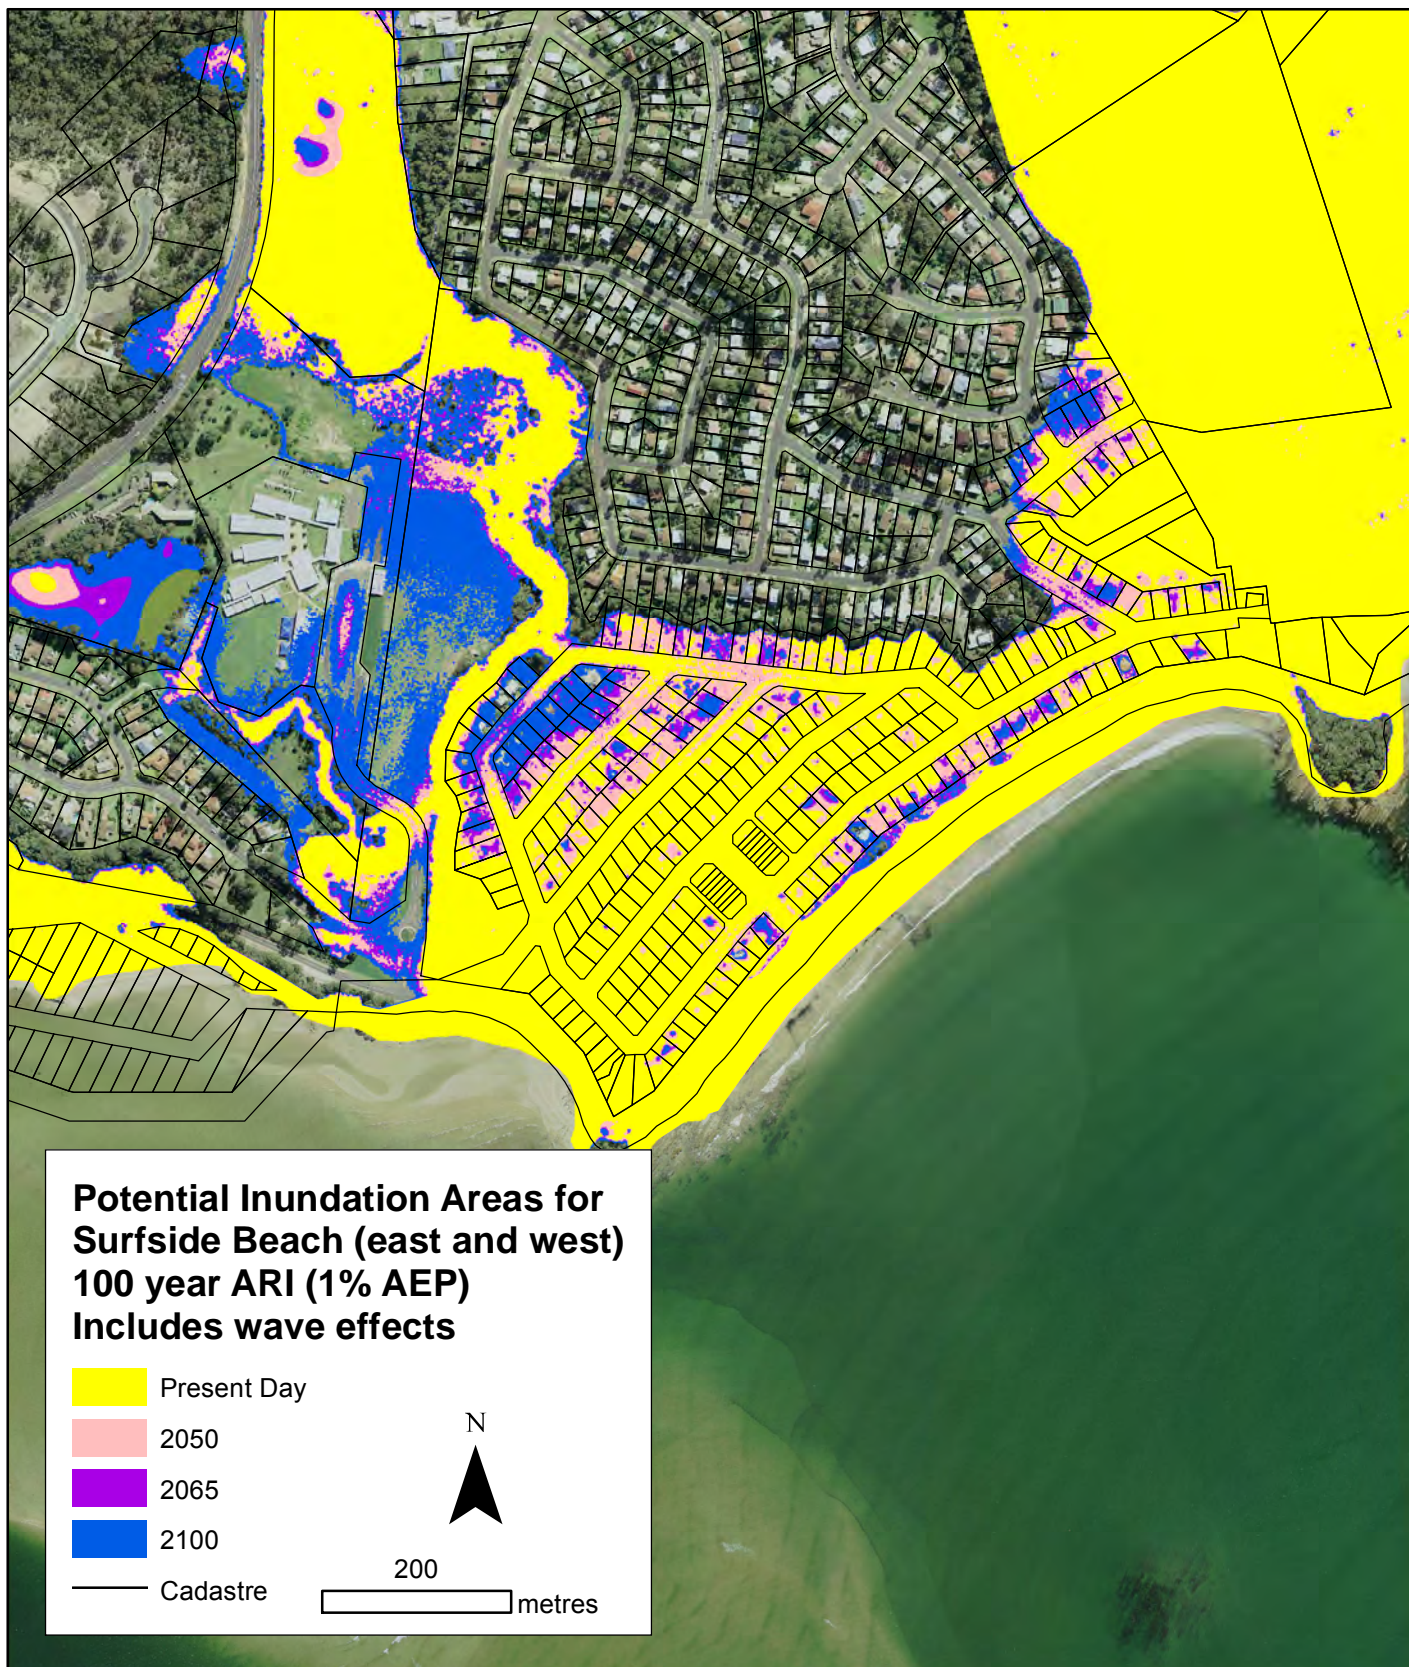 Potential Inundation Areas for
Surfside Beach (east and west)
100 year ARI (1% AEP)
Includes wave effects
Present Day
2050
2065
2100
Cadastre
N
200
metres